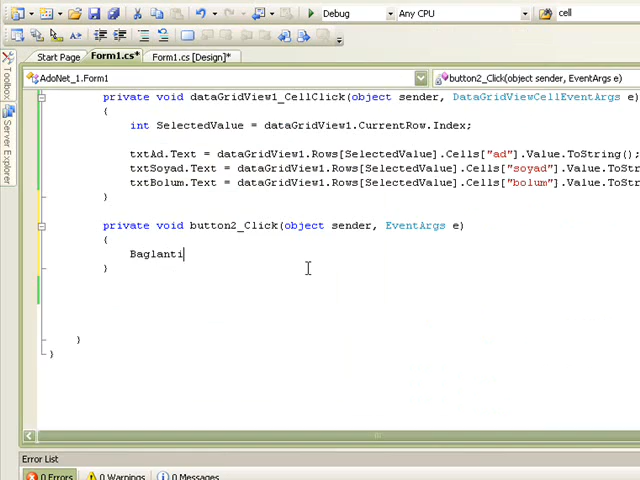 Debug
Any CPU
cell
Start Page
Form1.cs*
Form1.cs [Design]*
AdoNet_1.Form1
button2_Click(object sender, EventArgs e)
Toolbox
Server Explorer
private void dataGridView1_CellClick(object sender, DataGridViewCellEventArgs e)
{
int SelectedValue = dataGridView1.CurrentRow.Index;
txtAd.Text = dataGridView1.Rows[SelectedValue].Cells["ad"].Value.ToString();
txtSoyad.Text = dataGridView1.Rows[SelectedValue].Cells["soyad"].Value.ToStri
txtBolum.Text = dataGridView1.Rows[SelectedValue].Cells["bolum"].Value.ToStri
}
private void button2_Click(object sender, EventArgs e)
{
Baglanti
}
}
}
Error List
0 Errors
0 Warnings
0 Messages